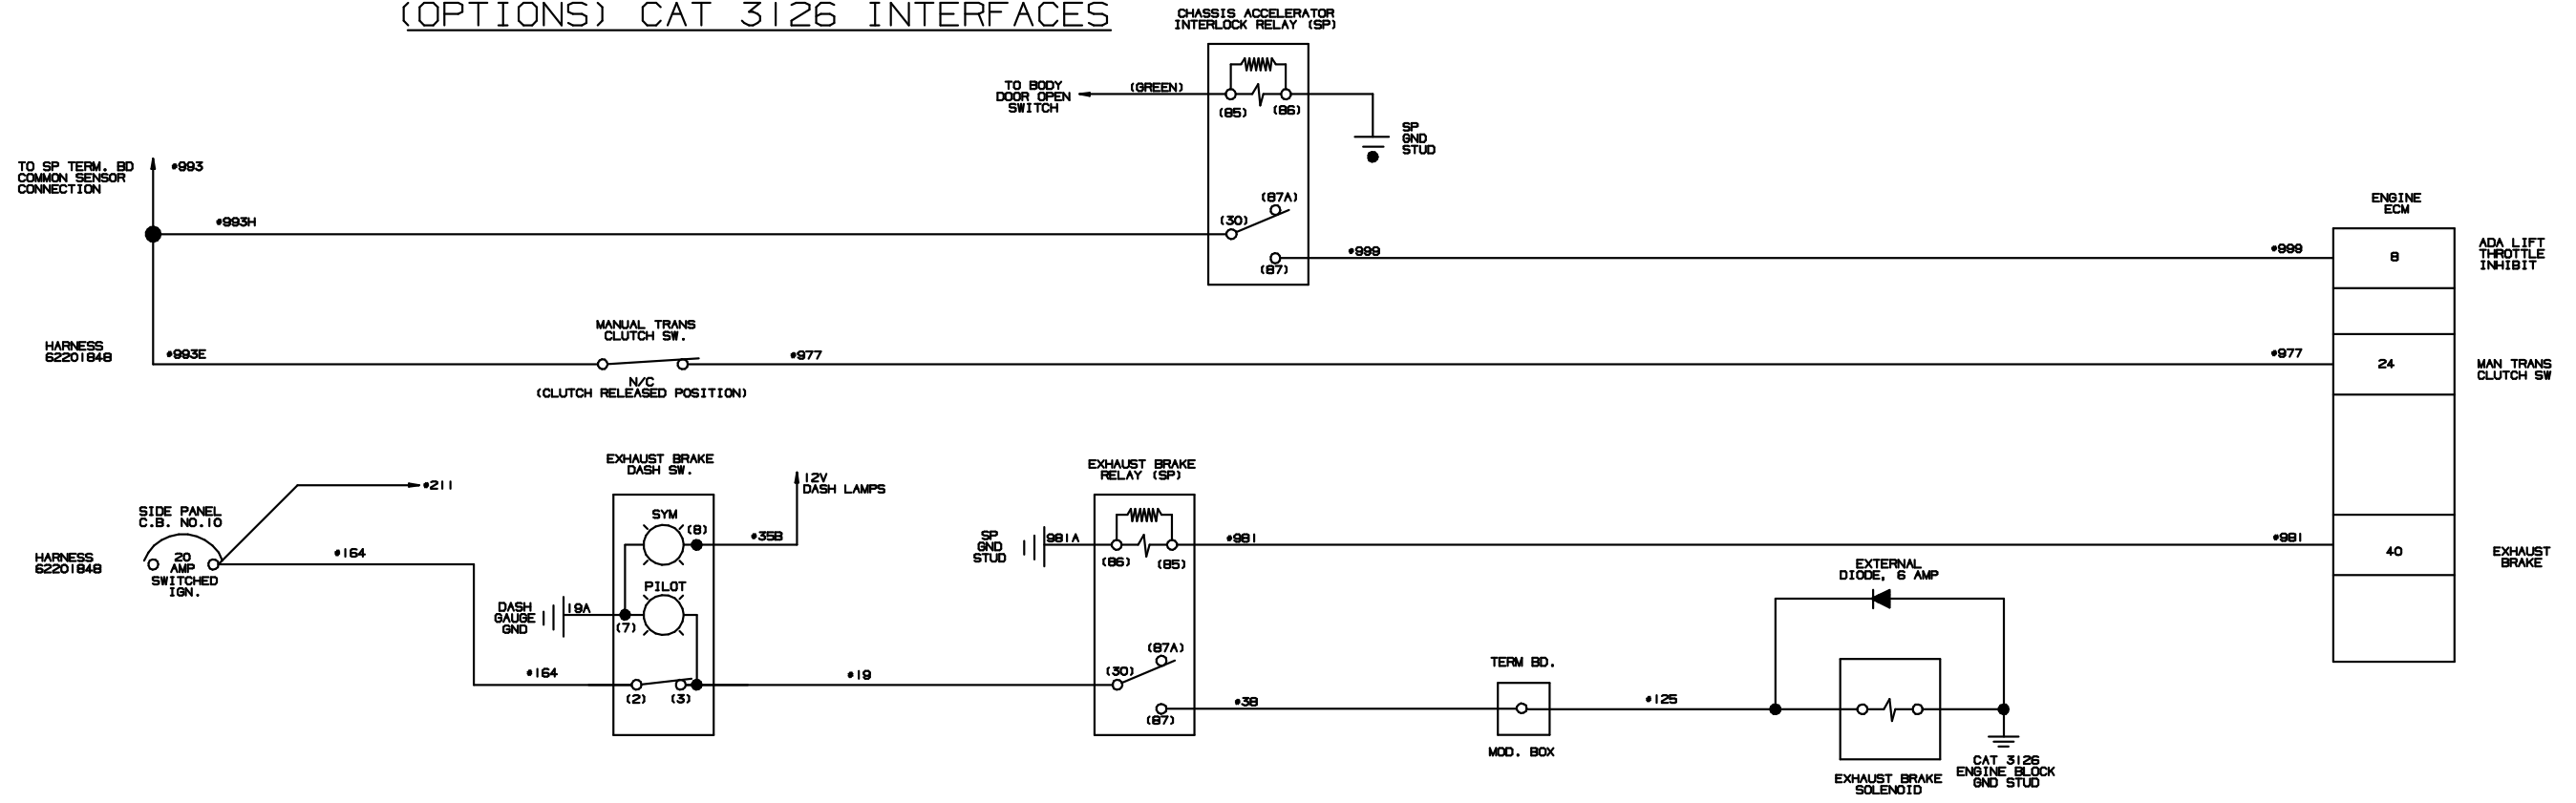 (OPTIONS) CAT 3126 INTERFACES
CHASSIS ACCELERATOR
INTERLOCK RELAY (SP)
TO BODY
DOOR OPEN
SWITCH
(GREEN)
(85)
(86)
SP
GND
STUD
TO SP TERM. BD
COMMON SENSOR
CONNECTION
#993
#993H
(87A)
(30)
(87)
#999
#999
ENGINE
ECM
8
ADA LIFT
THROTTLE
INHIBIT
HARNESS
62201848
#993E
MANUAL TRANS
CLUTCH SW.
N/C
(CLUTCH RELEASED POSITION)
#977
#977
24
MAN TRANS
CLUTCH SW
EXHAUST BRAKE
DASH SW.
12V
DASH LAMPS
EXHAUST BRAKE
RELAY (SP)
#211
SIDE PANEL
C.B. NO.10
20
AMP
SWITCHED
IGN.
HARNESS
62201848
#164
SYM
(8)
#35B
PILOT
DASH
GAUGE
GND
19A
(7)
#164
(2)
(3)
#19
SP
GND
STUD
981A
(86)
(85)
#981
#981
40
EXHAUST
BRAKE
(87A)
(30)
(87)
#38
TERM BD.
MOD. BOX
#125
EXTERNAL
DIODE, 6 AMP
EXHAUST BRAKE
SOLENOID
CAT 3126
ENGINE BLOCK
GND STUD